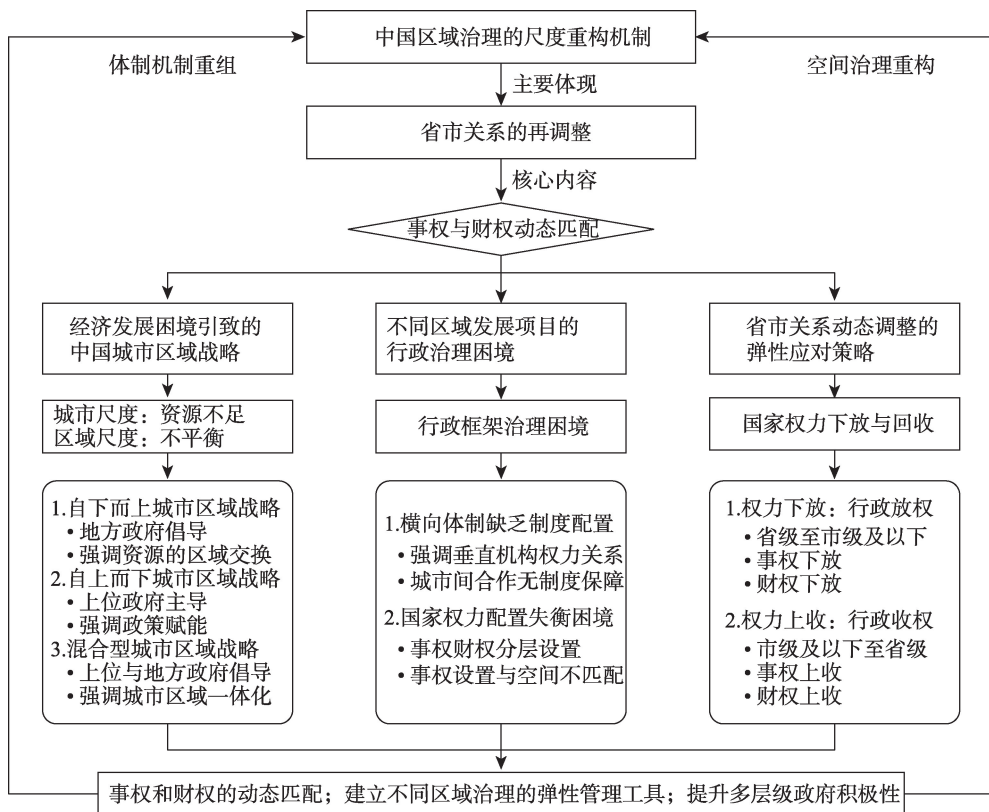 中国区域治理的尺度重构机制
体制机制重组
空间治理重构
主要体现
省市关系的再调整
核心内容
事权与财权动态匹配
经济发展困境引致的
中国城市区域战略
城市尺度：资源不足
区域尺度：不平衡
1.自下而上城市区域战略
• 地方政府倡导
• 强调资源的区域交换
2.自上而下城市区域战略
• 上位政府主导
• 强调政策赋能
3.混合型城市区域战略
• 上位与地方政府倡导
• 强调城市区域一体化
不同区域发展项目的
行政治理困境
行政框架治理困境
1.横向体制缺乏制度配置
• 强调垂直机构权力关系
• 城市间合作无制度保障
2.国家权力配置失衡困境
• 事权财权分层设置
• 事权设置与空间不匹配
省市关系动态调整的
弹性应对策略
国家权力下放与回收
1.权力下放：行政放权
• 省级至市级及以下
• 事权下放
• 财权下放
2.权力上收：行政收权
• 市级及以下至省级
• 事权上收
• 财权上收
事权和财权的动态匹配；建立不同区域治理的弹性管理工具；提升多层级政府积极性